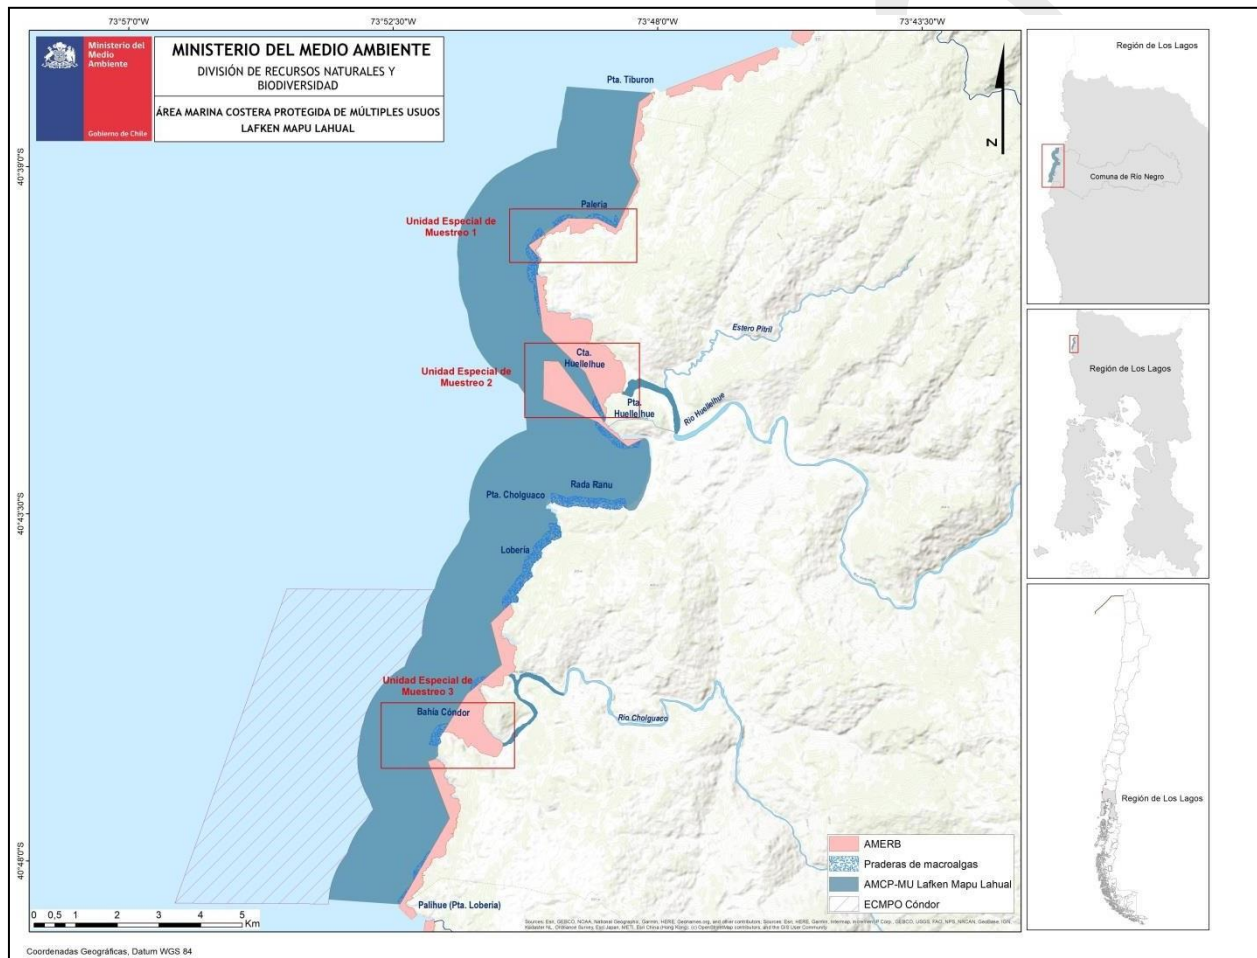 73°57'0"W
73°52'30"W
73°48'0"W
73°43'30"W
Ministerio del
Medio
Ambiente
Gobierno de Chile
MINISTERIO DEL MEDIO AMBIENTE
DIVISIÓN DE RECURSOS NATURALES Y
BIODIVERSIDAD
ÁREA MARINA COSTERA PROTEGIDA DE MÚLTIPLES USUOS
LAFKEN MAPU LAHUAL
Pta. Tiburon
N
40°39'0"S
Paleria
Unidad Especial de
Muestreo 1
Estero Pitril
Cta.
Huellelhue
Unidad Especial de
Muestreo 2
Pta.
Huellelhue
Rio Huellelhue
Rada Ranu
Pta. Cholguaco
40°43'30"S
Loberia
Unidad Especial de
Muestreo 3
Bahía Cóndor
Rio Cholguaco
40°48'0"S
Palihue (Pta. Loberia)
0 0,5 1 2 3 4 5
Km
AMERB
Praderas de macroalgas
AMCP-MU Lafken Mapu Lahual
ECMPO Cóndor
Coordenadas Geográficas, Datum WGS 84
Región de Los Lagos
Comuna de Río Negro
Región de Los Lagos
Región de Los Lagos